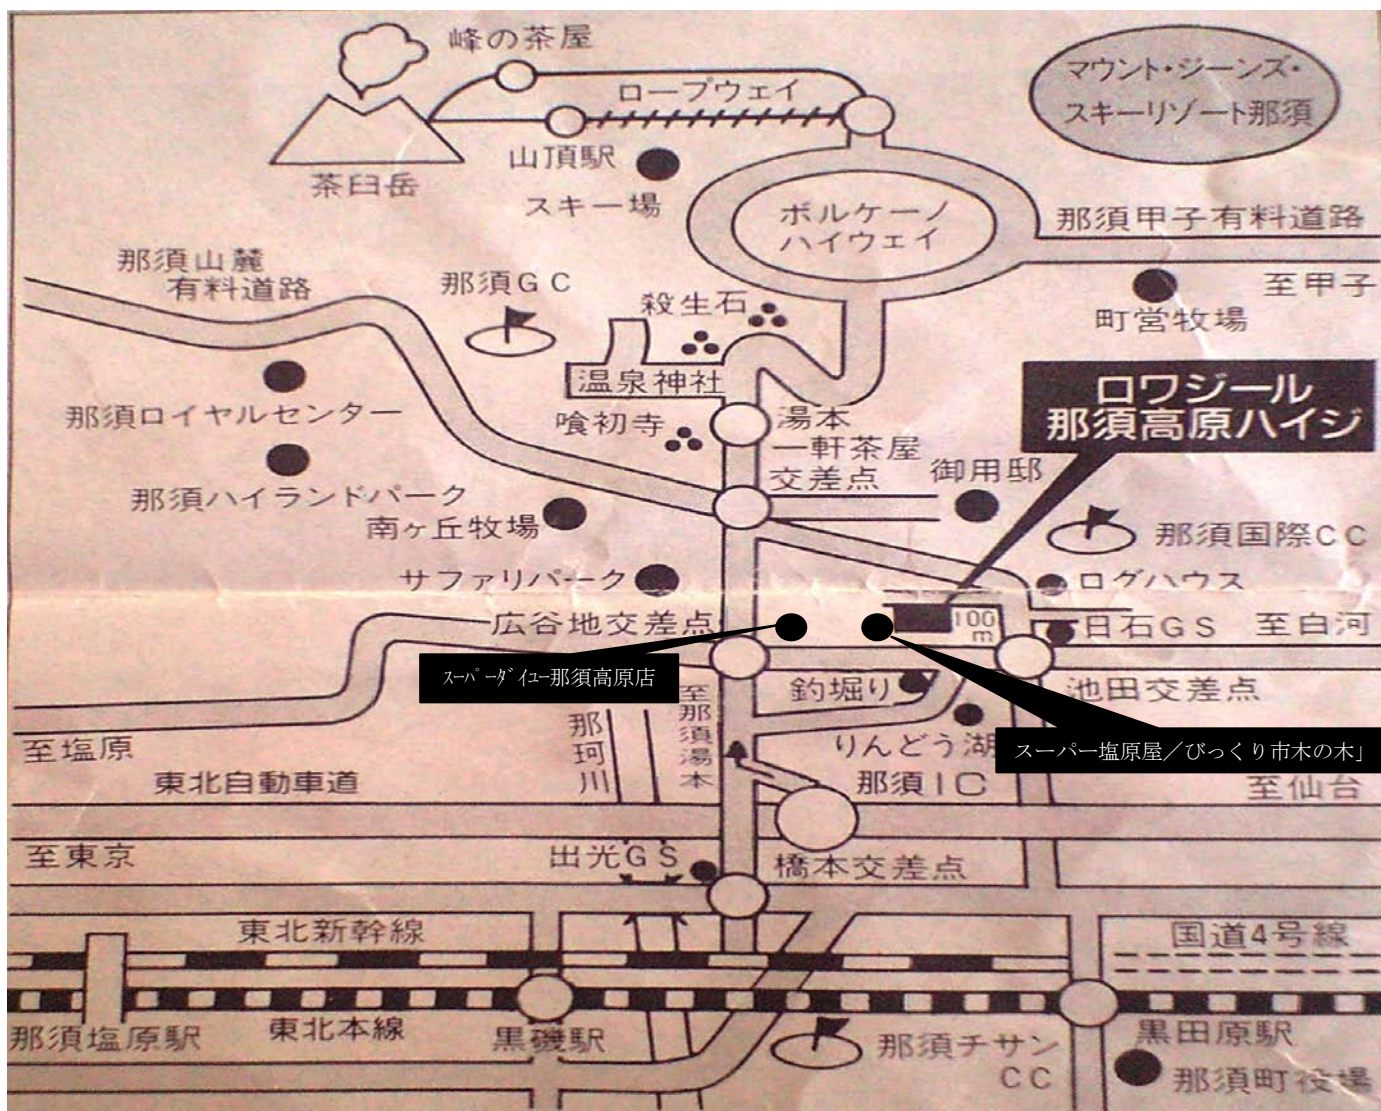 峰の茶屋
マウント・ジーンズ・
スキーリゾート那須
ロープウェイ
山頂駅
茶臼岳
スキー場
ボルケーノ
ハイウェイ
那須甲子有料道路
那須山麓
有料道路
那須GC
殺生石
至甲子
町営牧場
温泉神社
ロワジール
那須高原ハイジ
那須ロイヤルセンター
喰初寺
湯本
一軒茶屋
交差点
御用邸
那須ハイランドパーク
南ヶ丘牧場
那須国際CC
サファリパーク
ログハウス
広谷地交差点
100
m
日石GS
至白河
スーパーダイユー那須高原店
釣堀り
池田交差点
至那須湯本
那珂川
至塩原
りんどう湖
スーパー塩原屋/びっくり市木の木」
東北自動車道
那須IC
至仙台
至東京
出光GS
橋本交差点
東北新幹線
国道4号線
那須塩原駅
東北本線
黒磯駅
那須チサン
CC
黒田原駅
那須町役場